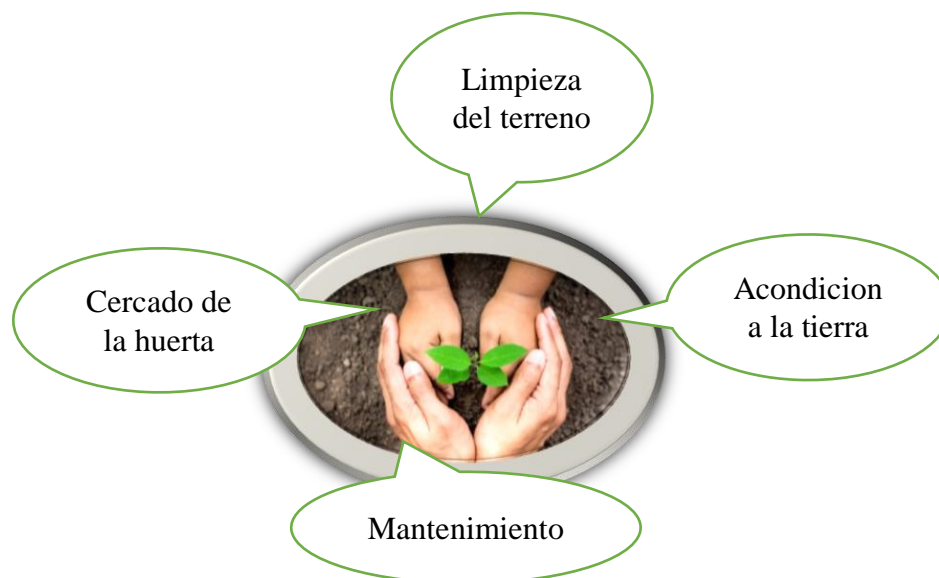 Limpieza
del terreno
Cercado de
la huerta
Acondicion
a la tierra
Mantenimiento